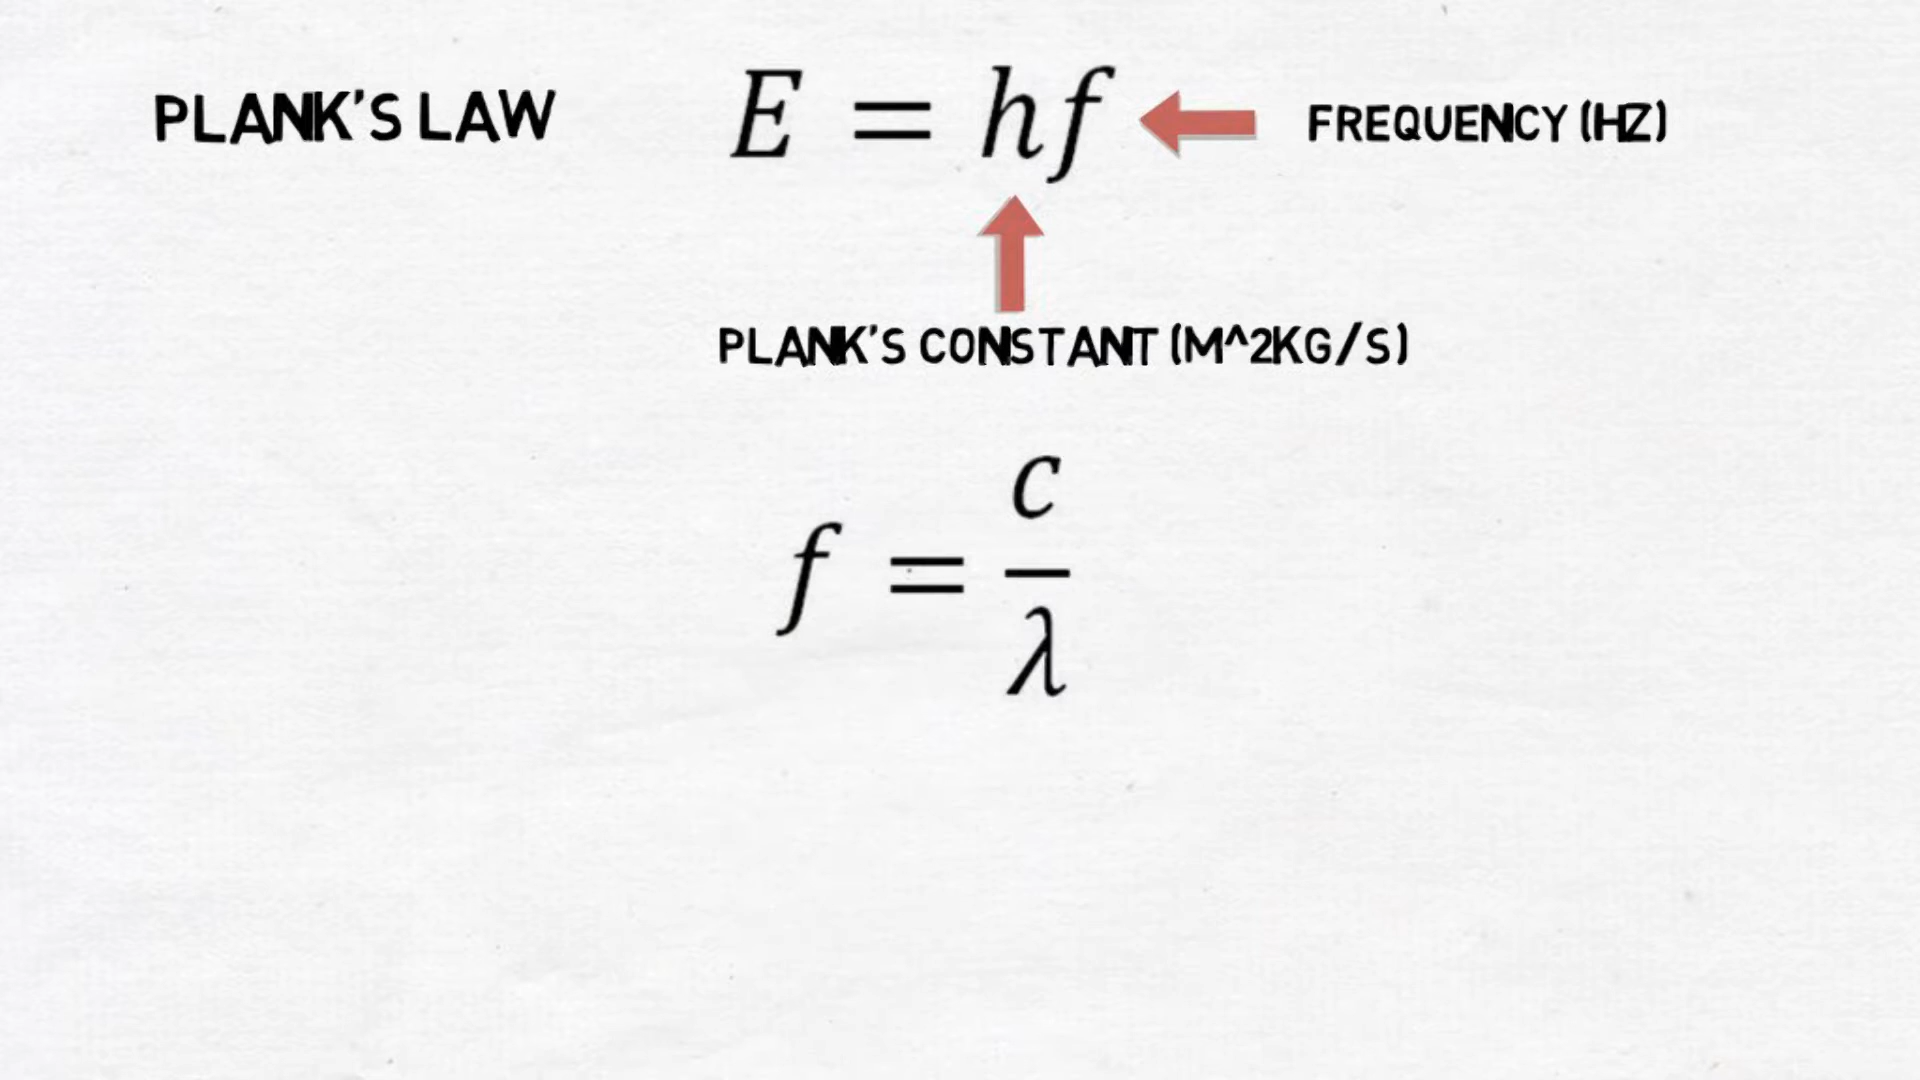 PLANK'S LAW E = hf FREQUENCY (HZ)
PLANK'S CONSTANT (M^2KG/S)
f = c/λ